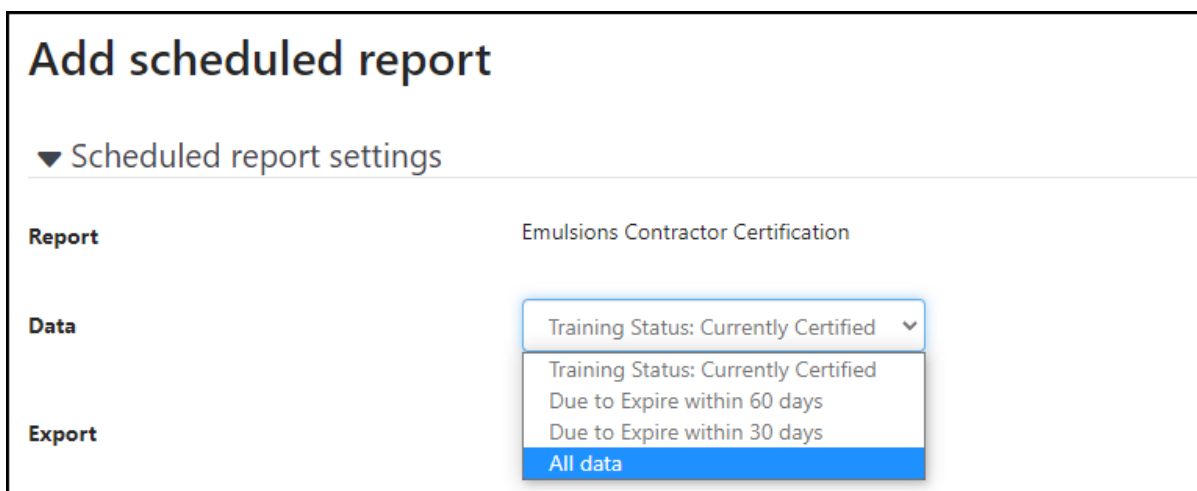 Add scheduled report
Scheduled report settings
Report
Emulsions Contractor Certification
Data
Training Status: Currently Certified
Training Status: Currently Certified
Due to Expire within 60 days
Due to Expire within 30 days
All data
Export